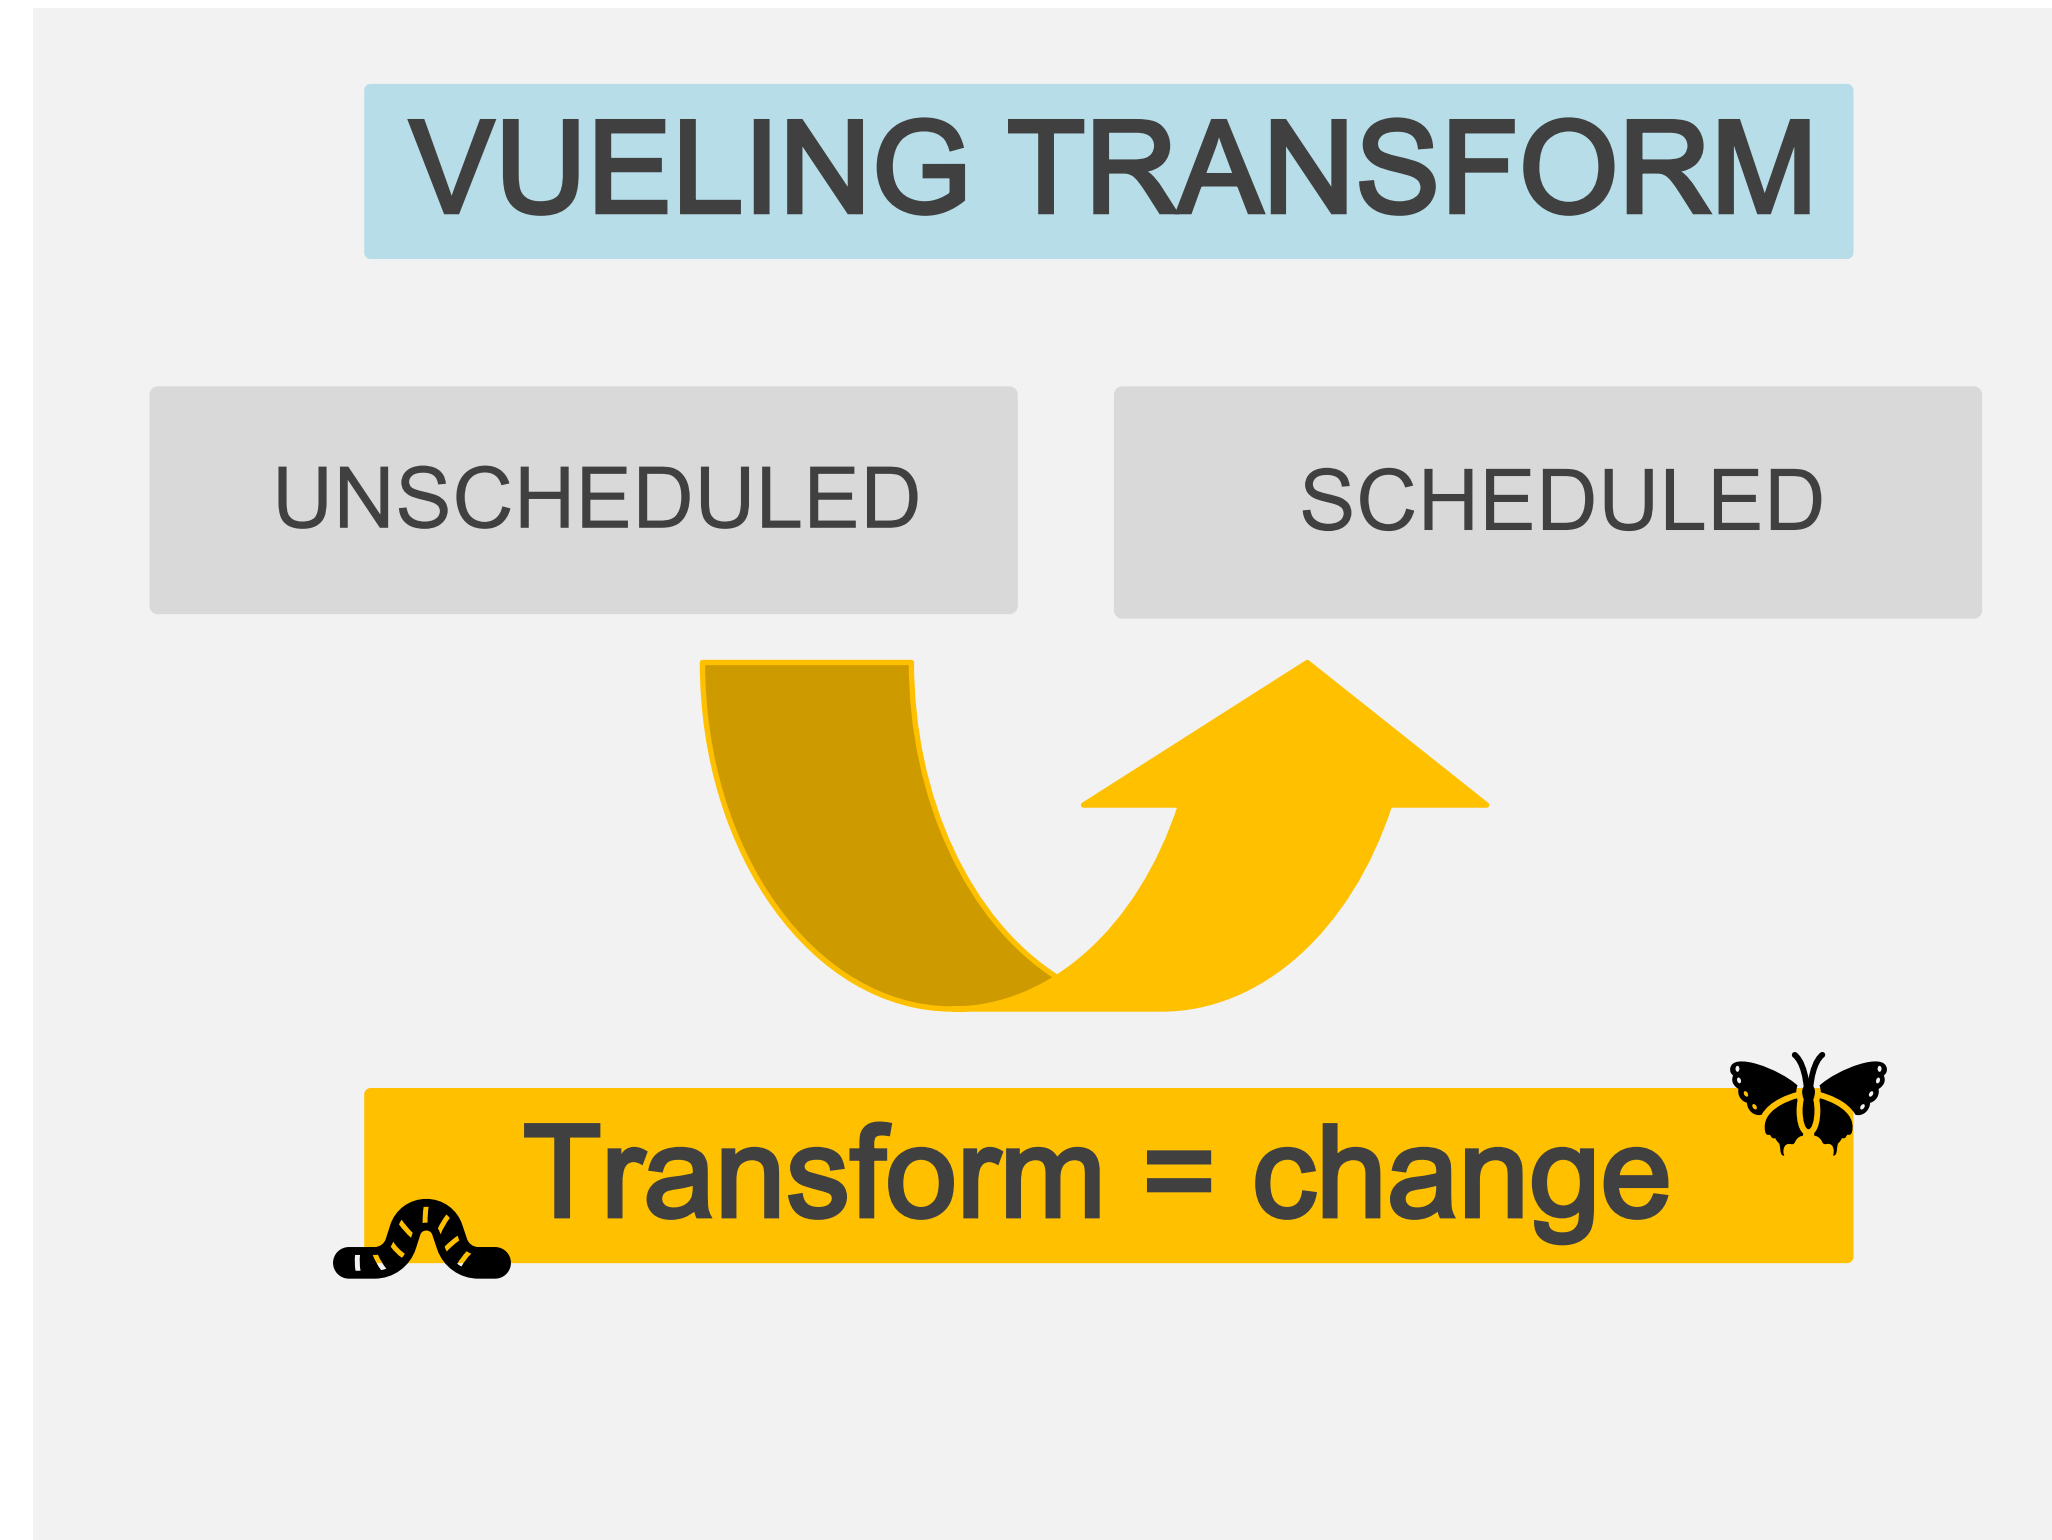 VUELING TRANSFORM
UNSCHEDULED
SCHEDULED
Transform = change